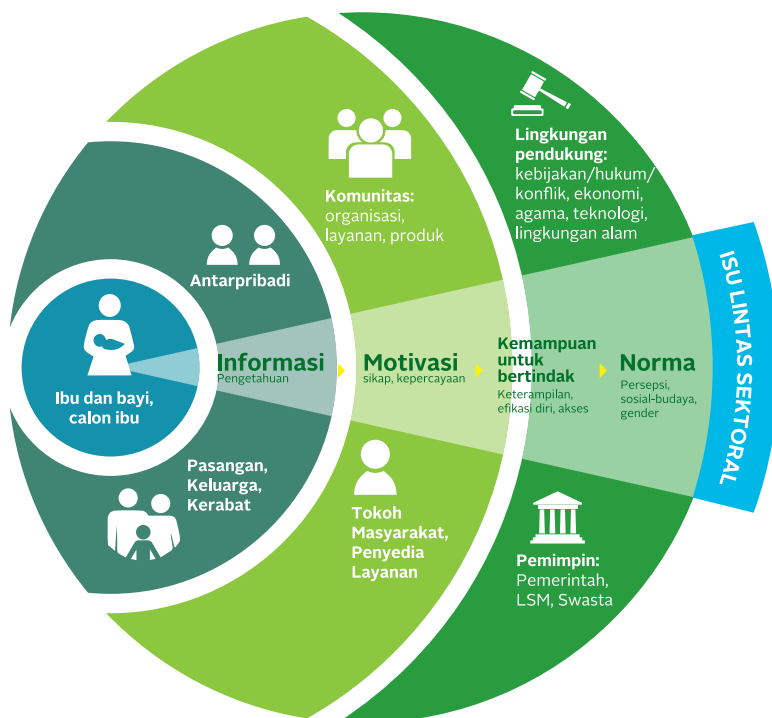 Lingkungan
pendukung:
kebijakan/hukum/
konflik, ekonomi,
agama, teknologi,
lingkungan alam
Komunitas:
organisasi,
layanan, produk
Antarpribadi
Ibu dan bayi,
calon ibu
Informasi
Pengetahuan
Motivasi
sikap, kepercayaan
Kemampuan
untuk
bertindak
Keterampilan,
efikasi diri, akses
Norma
Persepsi,
sosial-budaya,
gender
ISU LINTAS SEKTORAL
Pasangan,
Keluarga,
Kerabat
Tokoh
Masyarakat,
Penyedia
Layanan
Pemimpin:
Pemerintah,
LSM, Swasta